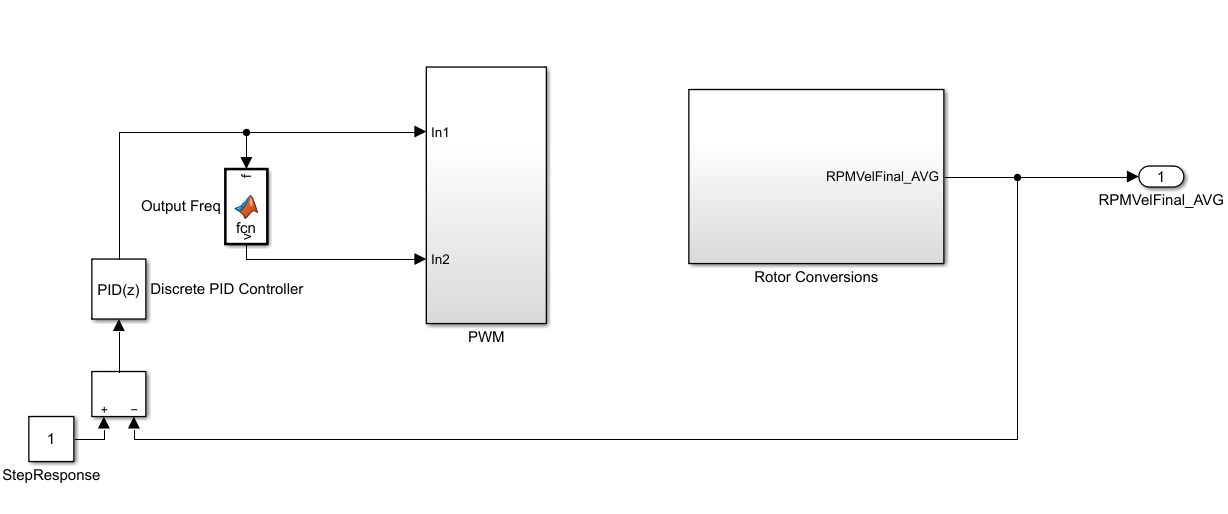 In1
f
RPMVelFinal_AVG
1
RPMVelFinal_AVG
Output Freq
fcn
v
In2
Rotor Conversions
PID(z)
Discrete PID Controller
PWM
+ −
1
StepResponse